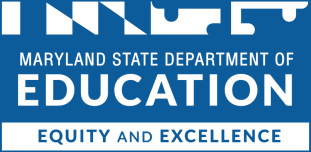 MARYLAND STATE DEPARTMENT OF
EDUCATION
EQUITY AND EXCELLENCE